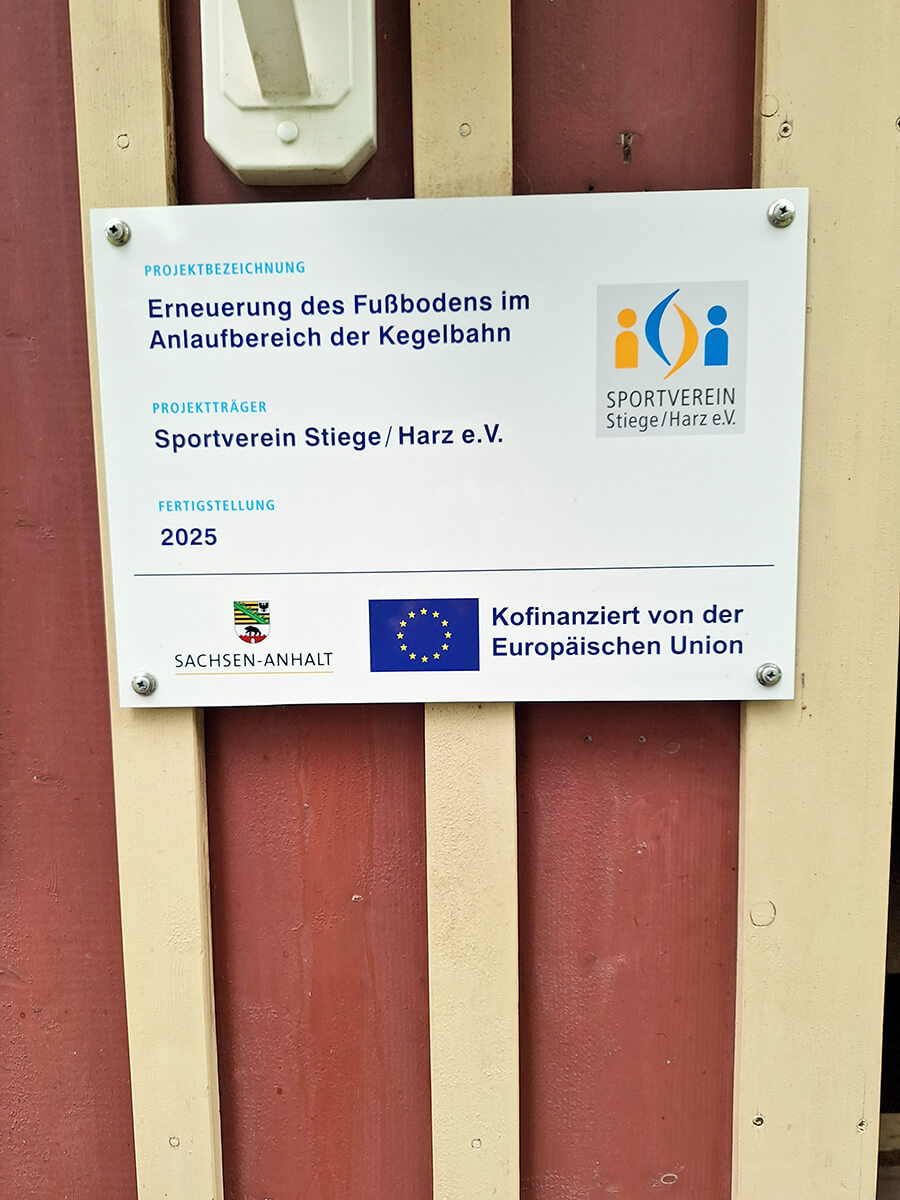 PROJEKTBEZEICHNUNG
Erneuerung des Fußbodens im
Anlaufbereich der Kegelbahn
PROJEKTTRÄGER
Sportverein Stiege/Harz e.V.
FERTIGSTELLUNG
2025
SPORTVEREIN
Stiege/Harz e.V.
SACHSEN-ANHALT
Kofinanziert von der
Europäischen Union